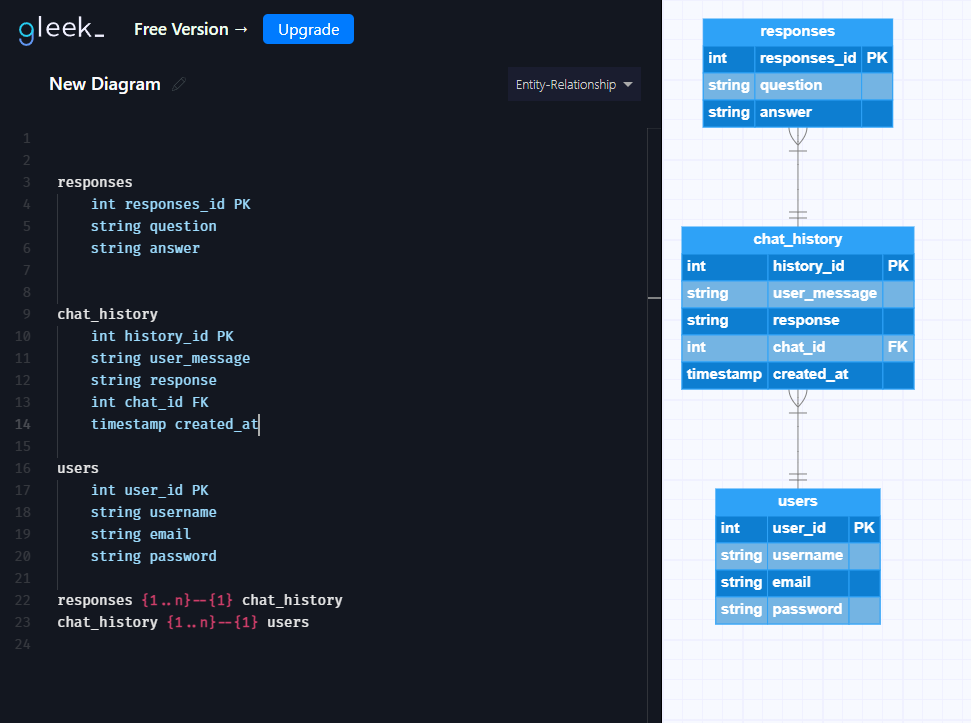 gleek_
Free Version →
Upgrade
New Diagram
Entity-Relationship
1
2
3 responses
4 int responses_id PK
5 string question
6 string answer
7
8
9 chat_history
10 int history_id PK
11 string user_message
12 string response
13 int chat_id FK
14 timestamp created_at
15
16 users
17 int user_id PK
18 string username
19 string email
20 string password
21
22 responses {1..n}--{1} chat_history
23 chat_history {1..n}--{1} users
24
responses
int responses_id PK
string question
string answer
chat_history
int history_id PK
string user_message
string response
int chat_id FK
timestamp created_at
users
int user_id PK
string username
string email
string password